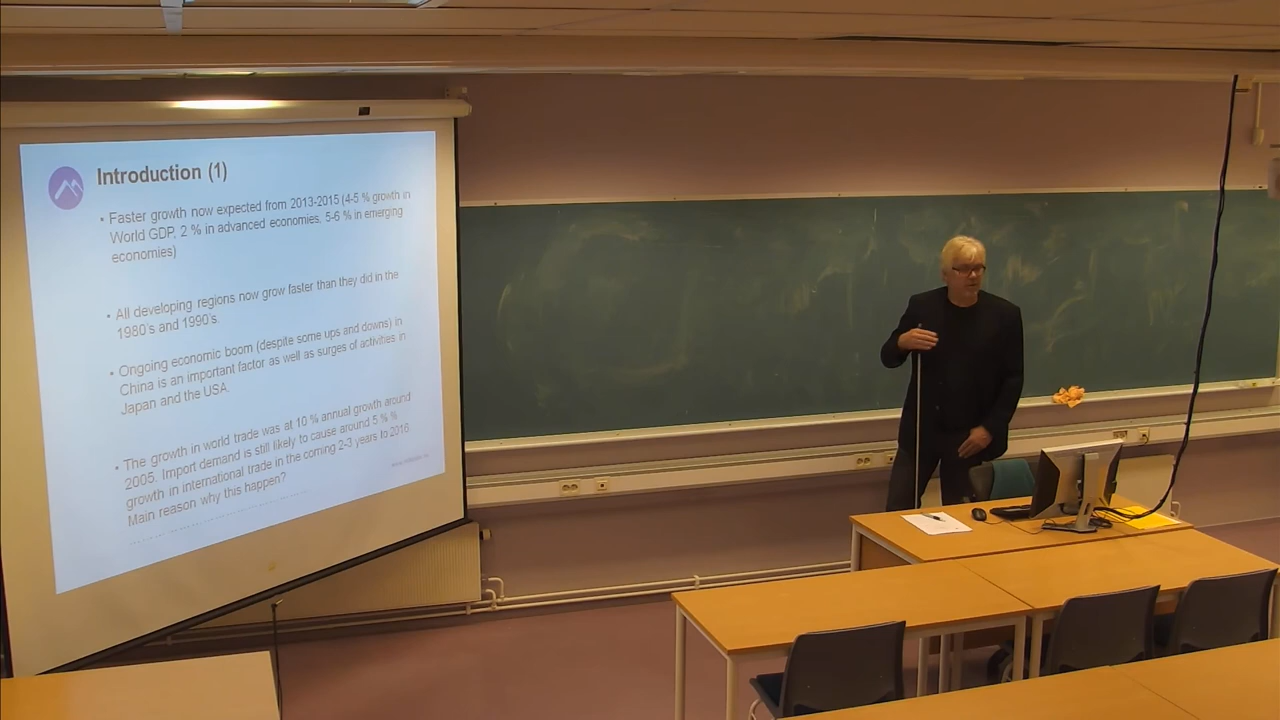 Introduction (1)
• Faster growth now expected from 2013-2015 (4-5 % growth in
World GDP, 2 % in advanced economies, 5-6 % in emerging
economies)
• All developing regions now grow faster than they did in the
1980's and 1990's.
• Ongoing economic boom (despite some ups and downs) in
China is an important factor as well as surges of activities in
Japan and the USA.
• The growth in world trade was at 10 % annual growth around
2005. Import demand is still likely to cause around 5 % %
growth in international trade in the coming 2-3 years to 2016.
Main reason why this happen?